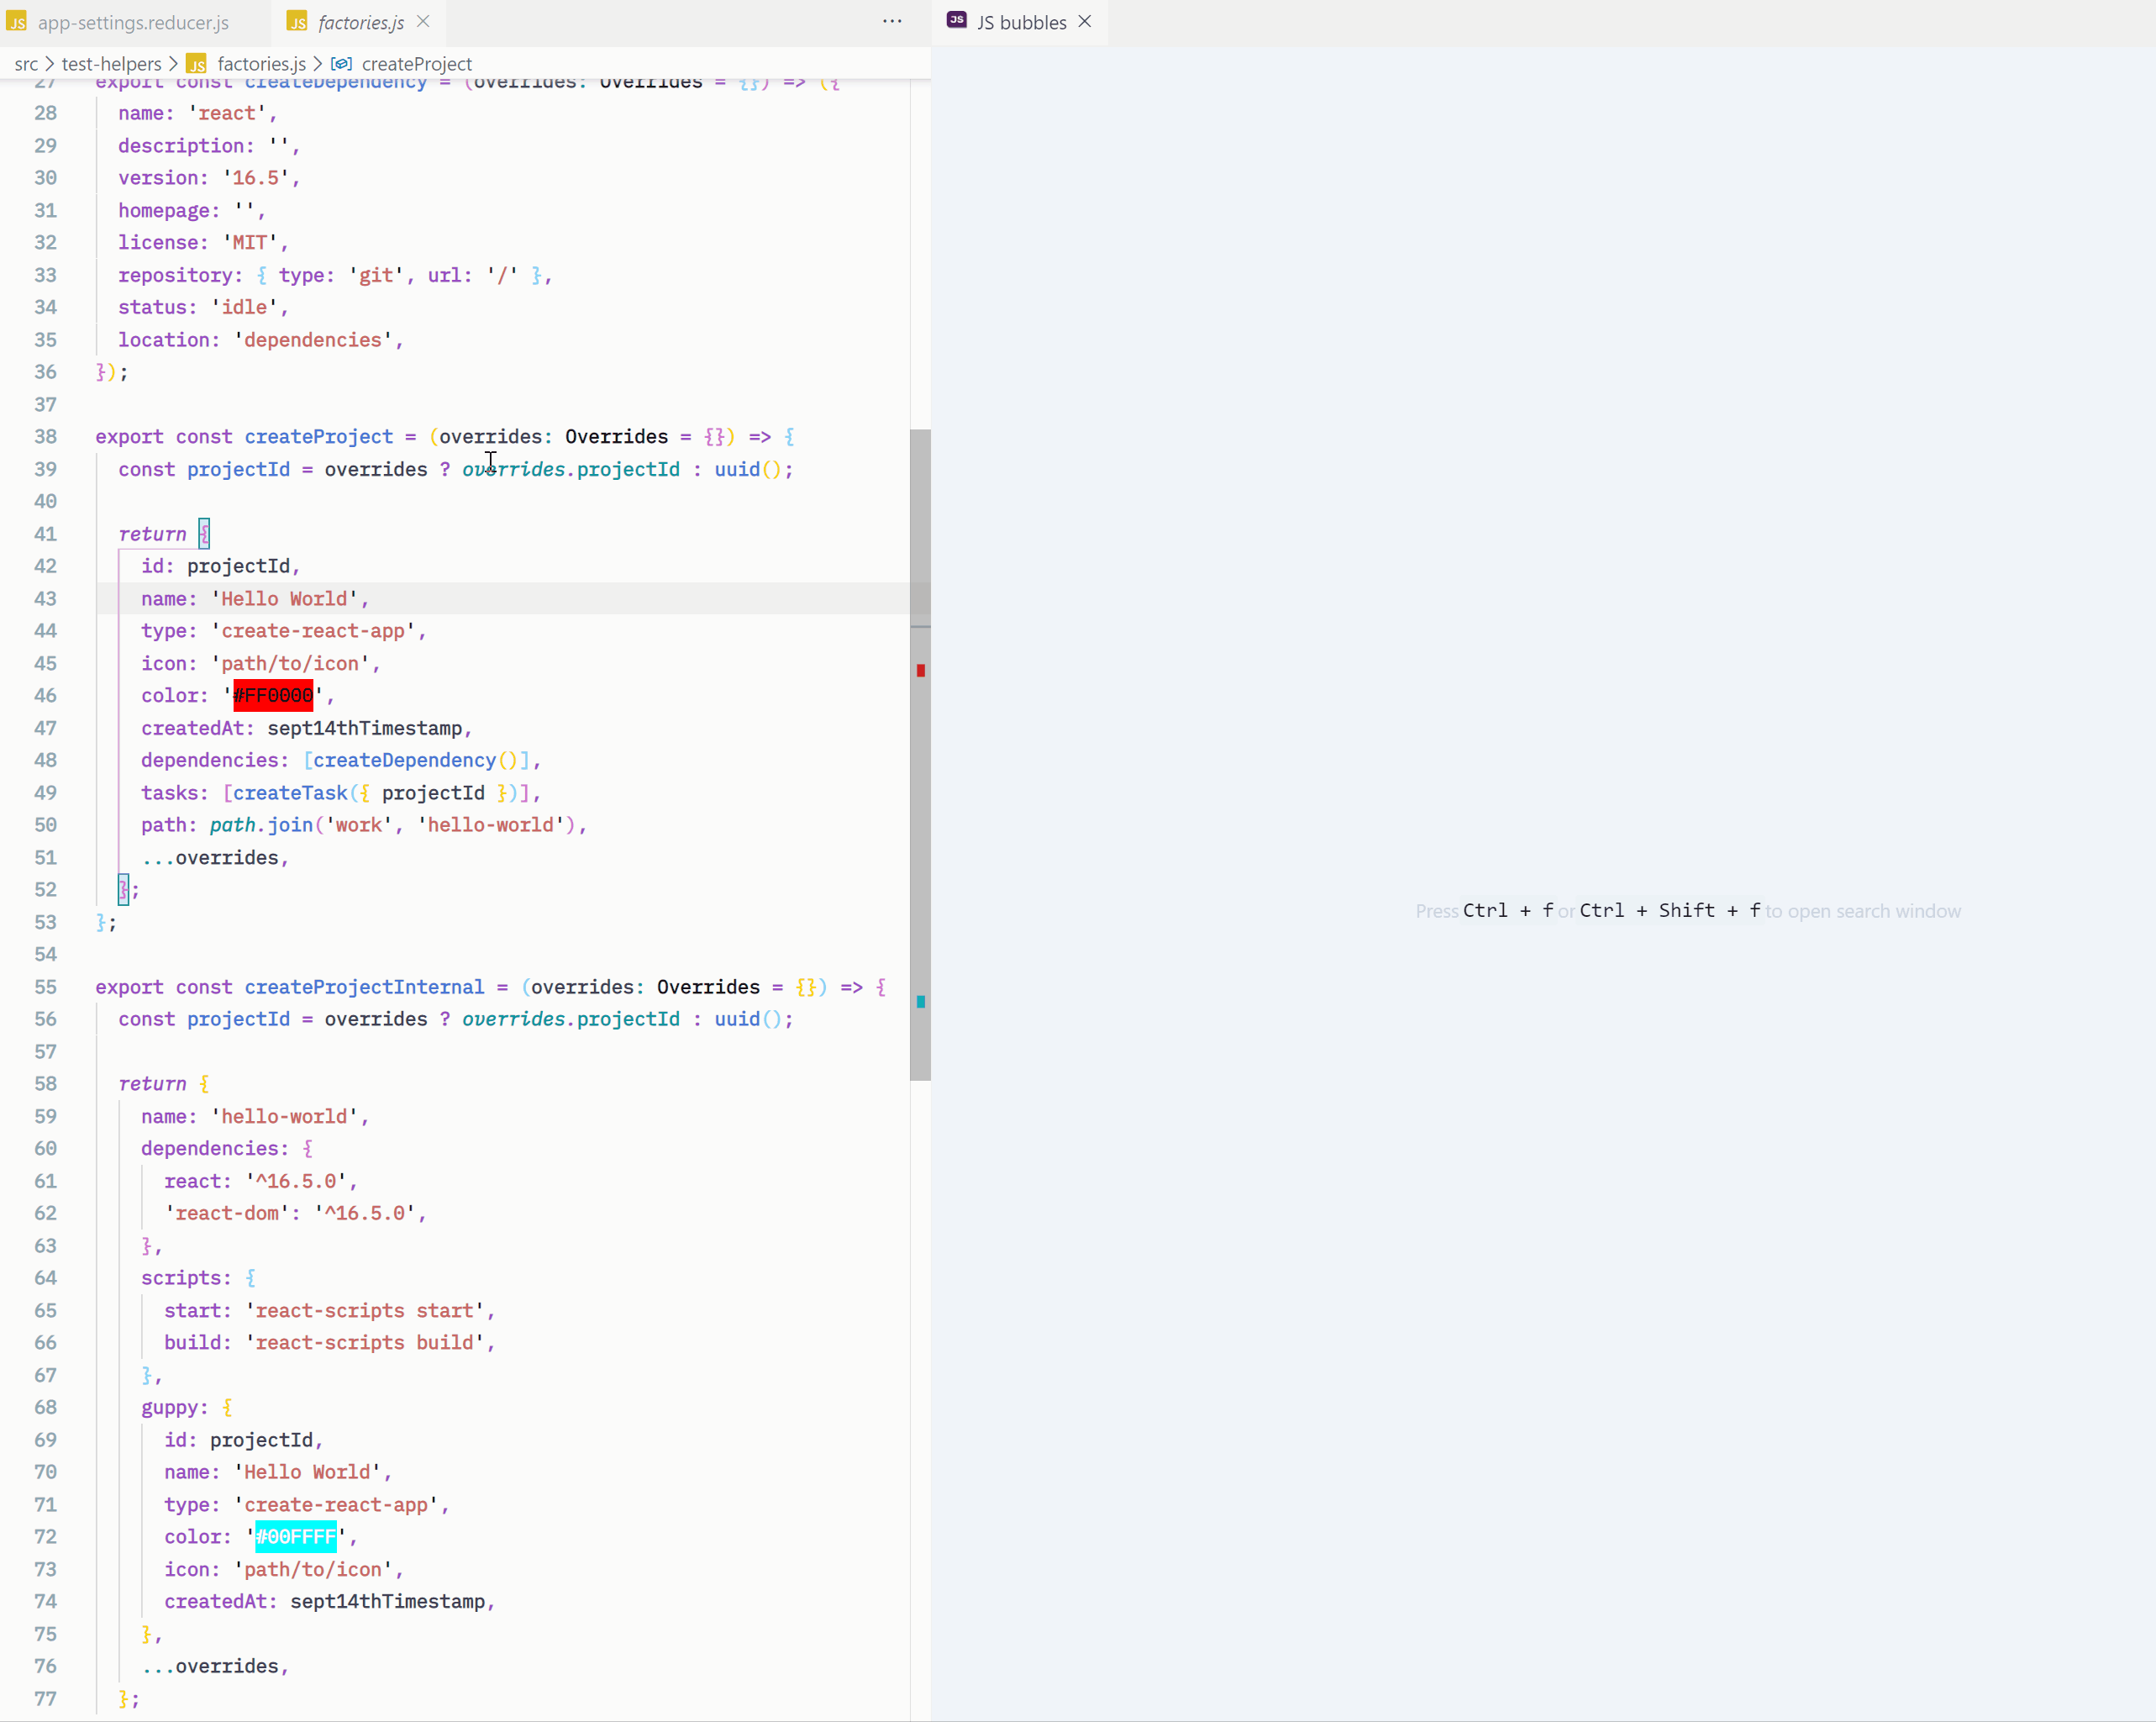 app-settings.reducer.js
factories.js
JS bubbles
src > test-helpers > factories.js > createProject
27 export const createDependency = (overrides: Overrides = {}) => ({
28 name: 'react',
29 description: '',
30 version: '16.5',
31 homepage: '',
32 license: 'MIT',
33 repository: { type: 'git', url: '/' },
34 status: 'idle',
35 location: 'dependencies',
36 });
37
38 export const createProject = (overrides: Overrides = {}) => {
39 const projectId = overrides ? overrides.projectId : uuid();
40
41 return {
42 id: projectId,
43 name: 'Hello World',
44 type: 'create-react-app',
45 icon: 'path/to/icon',
46 color: '#FF0000',
47 createdAt: sept14thTimestamp,
48 dependencies: [createDependency()],
49 tasks: [createTask({ projectId })],
50 path: path.join('work', 'hello-world'),
51 ...overrides,
52 };
53 };
54
55 export const createProjectInternal = (overrides: Overrides = {}) => {
56 const projectId = overrides ? overrides.projectId : uuid();
57
58 return {
59 name: 'hello-world',
60 dependencies: {
61 react: '^16.5.0',
62 'react-dom': '^16.5.0',
63 },
64 scripts: {
65 start: 'react-scripts start',
66 build: 'react-scripts build',
67 },
68 guppy: {
69 id: projectId,
70 name: 'Hello World',
71 type: 'create-react-app',
72 color: '#00FFFF',
73 icon: 'path/to/icon',
74 createdAt: sept14thTimestamp,
75 },
76 ...overrides,
77 };
Press Ctrl + f or Ctrl + Shift + f to open search window